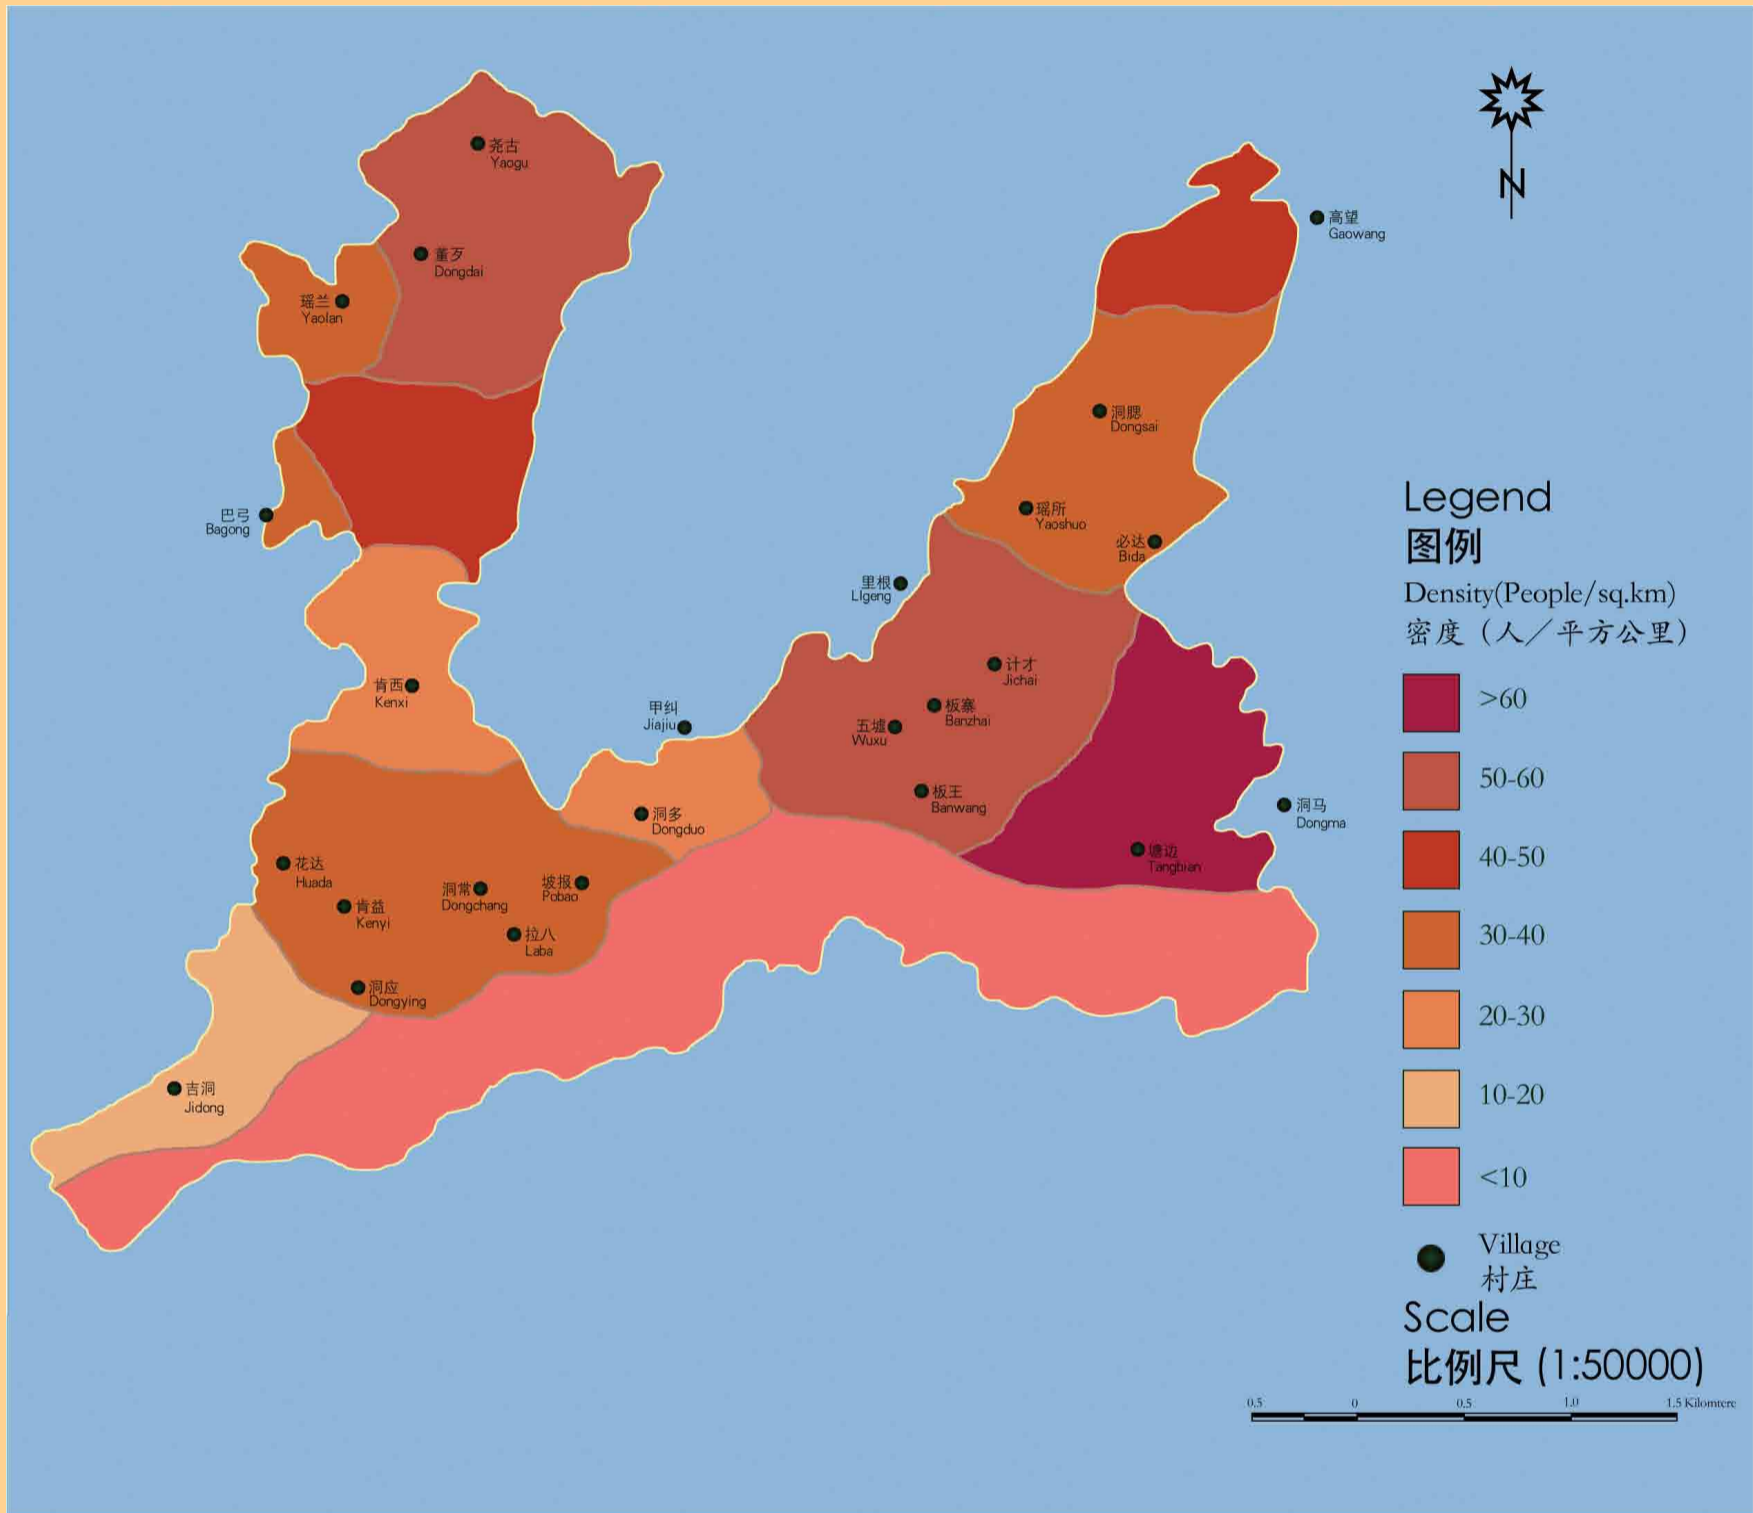 尧古
Yaogu
董歹
Dongdai
瑶兰
Yaolan
巴弓
Bagong
肯西
Kenxi
甲纠
Jiajiu
洞多
Dongduo
花达
Huada
肯益
Kenyi
洞常
Dongchang
坡报
Pobao
拉八
Laba
洞应
Dongying
吉洞
Jidong
N
高望
Gaowang
洞腮
Dongsai
瑶所
Yaoshuo
必达
Bida
里根
LIgeng
计才
Jichai
板寨
Banzhai
五墟
Wuxu
板王
Banwang
洞马
Dongma
塘边
Tangbian
Legend
图例
Density(People/sq.km)
密度（人／平方公里）
>60
50-60
40-50
30-40
20-30
10-20
<10
Village
村庄
Scale
比例尺 (1:50000)
0.5 0 0.5 1.0 1.5 Kilomtere